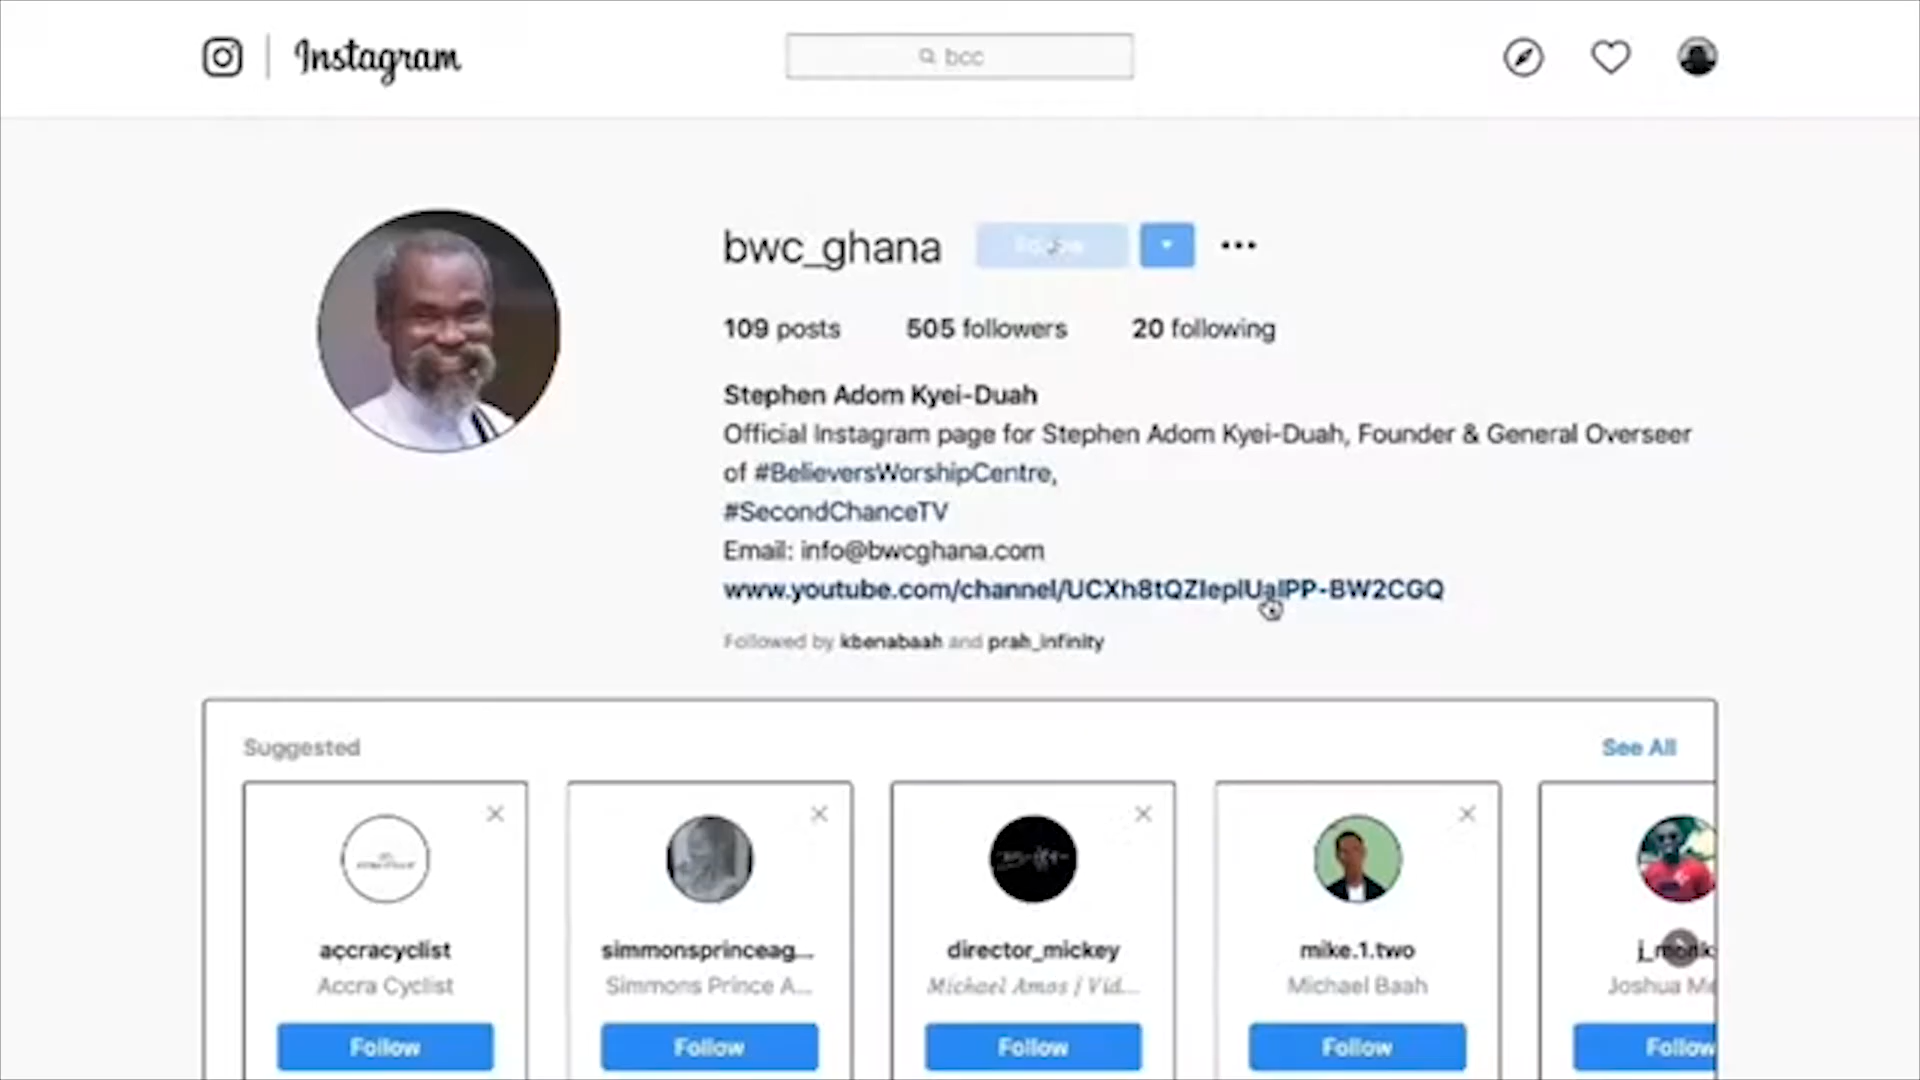 Instagram
bcc
bwc_ghana
109 posts 505 followers 20 following
Stephen Adom Kyei-Duah
Official Instagram page for Stephen Adom Kyei-Duah, Founder & General Overseer
of #BelieversWorshipCentre,
#SecondChanceTV
Email: info@bwcghana.com
www.youtube.com/channel/UCXh8tQZIepIUaIPP-BW2CGQ
Followed by kbenabaah and prah_infinity
Suggested See All
accracyclist simmonsprinceag... director_mickey mike.1.two
Accra Cyclist Simmons Prince A... Michael Amos / Vid... Michael Baah Joshua
Follow Follow Follow Follow Follow